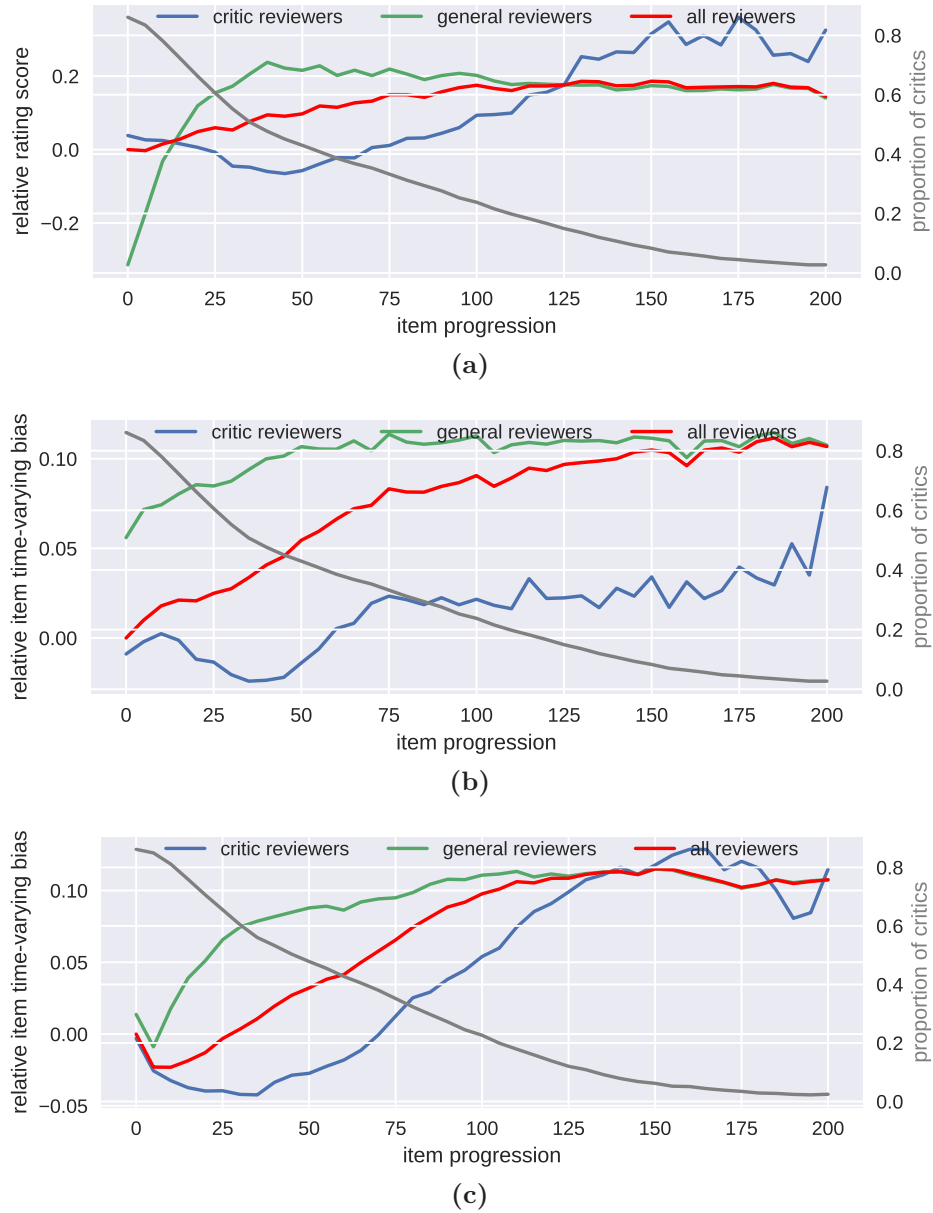 critic reviewers general reviewers all reviewers
relative rating score
0.2
0.0
−0.2
0.8
0.6
0.4
0.2
0.0
proportion of critics
0 25 50 75 100 125 150 175 200
item progression
(a)
critic reviewers general reviewers all reviewers
relative item time-varying bias
0.10
0.05
0.00
0.8
0.6
0.4
0.2
0.0
proportion of critics
0 25 50 75 100 125 150 175 200
item progression
(b)
critic reviewers general reviewers all reviewers
relative item time-varying bias
0.10
0.05
0.00
−0.05
0.8
0.6
0.4
0.2
0.0
proportion of critics
0 25 50 75 100 125 150 175 200
item progression
(c)